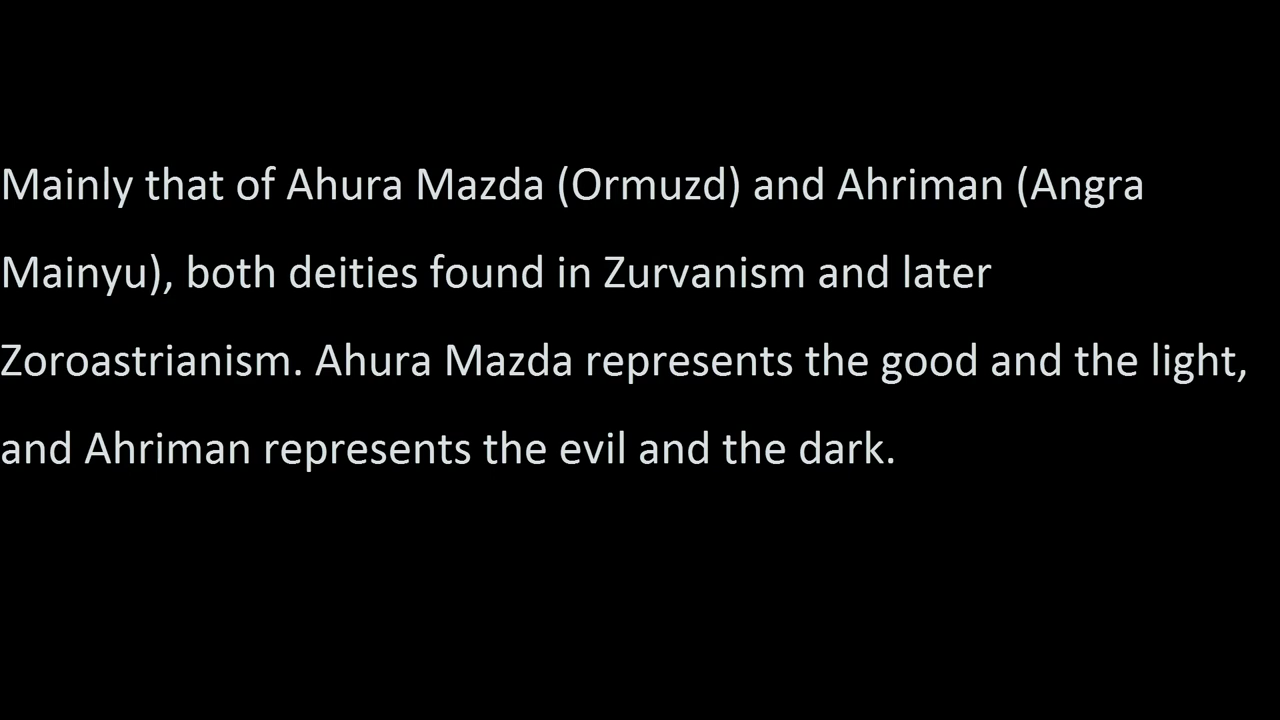 Mainly that of Ahura Mazda (Ormuzd) and Ahriman (Angra
Mainyu), both deities found in Zurvanism and later
Zoroastrianism. Ahura Mazda represents the good and the light,
and Ahriman represents the evil and the dark.